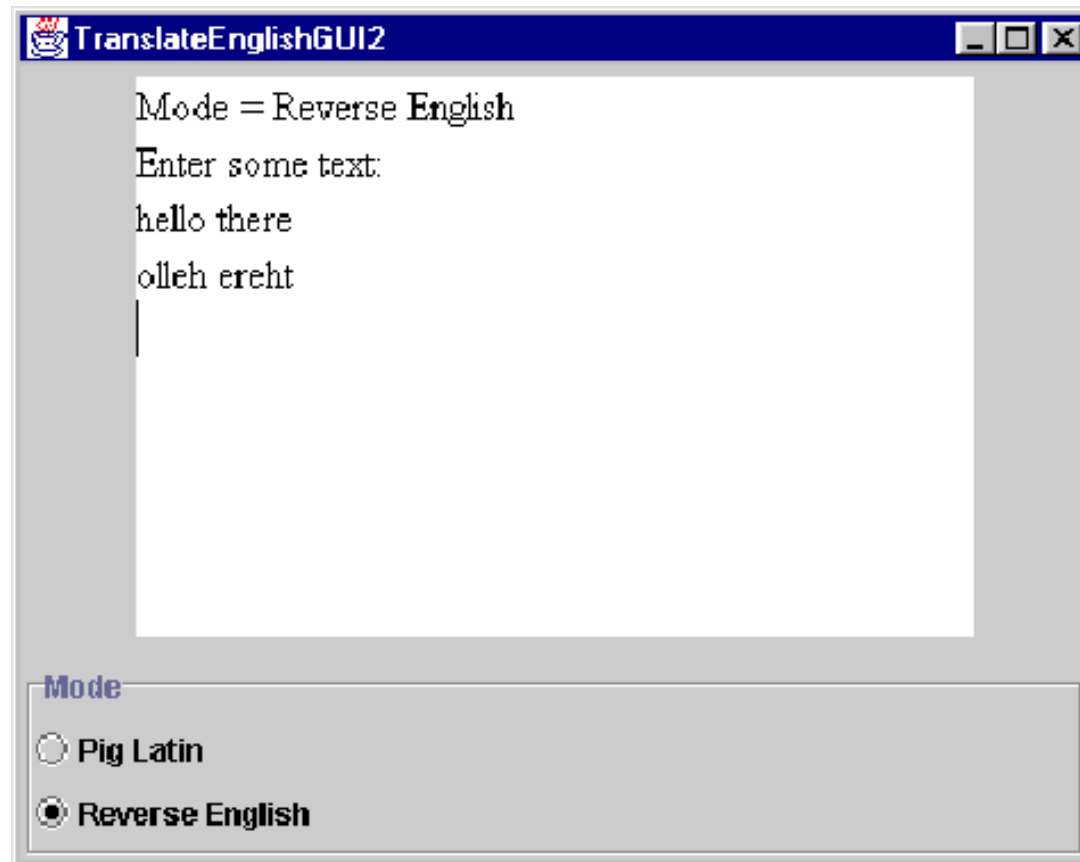 TranslateEnglishGUI2
Mode = Reverse English
Enter some text:
hello there
olleh ereht
Mode
Pig Latin
Reverse English